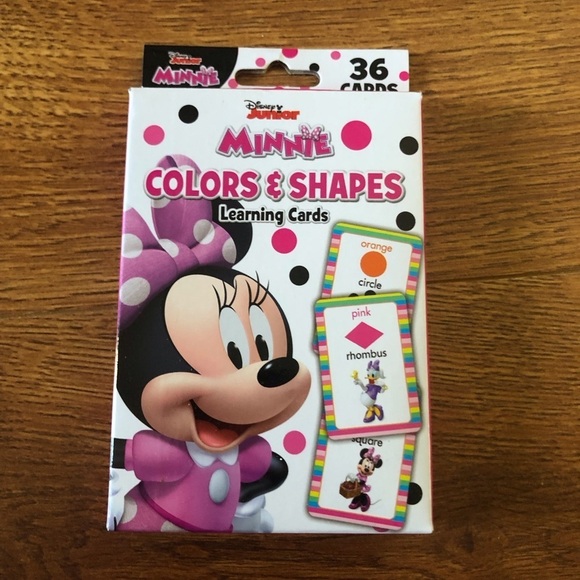 Disney
Junior
MINNIE
36
CARDS
Disney
Junior
MINNIE
COLORS & SHAPES
Learning Cards
orange
circle
pink
rhombus
square